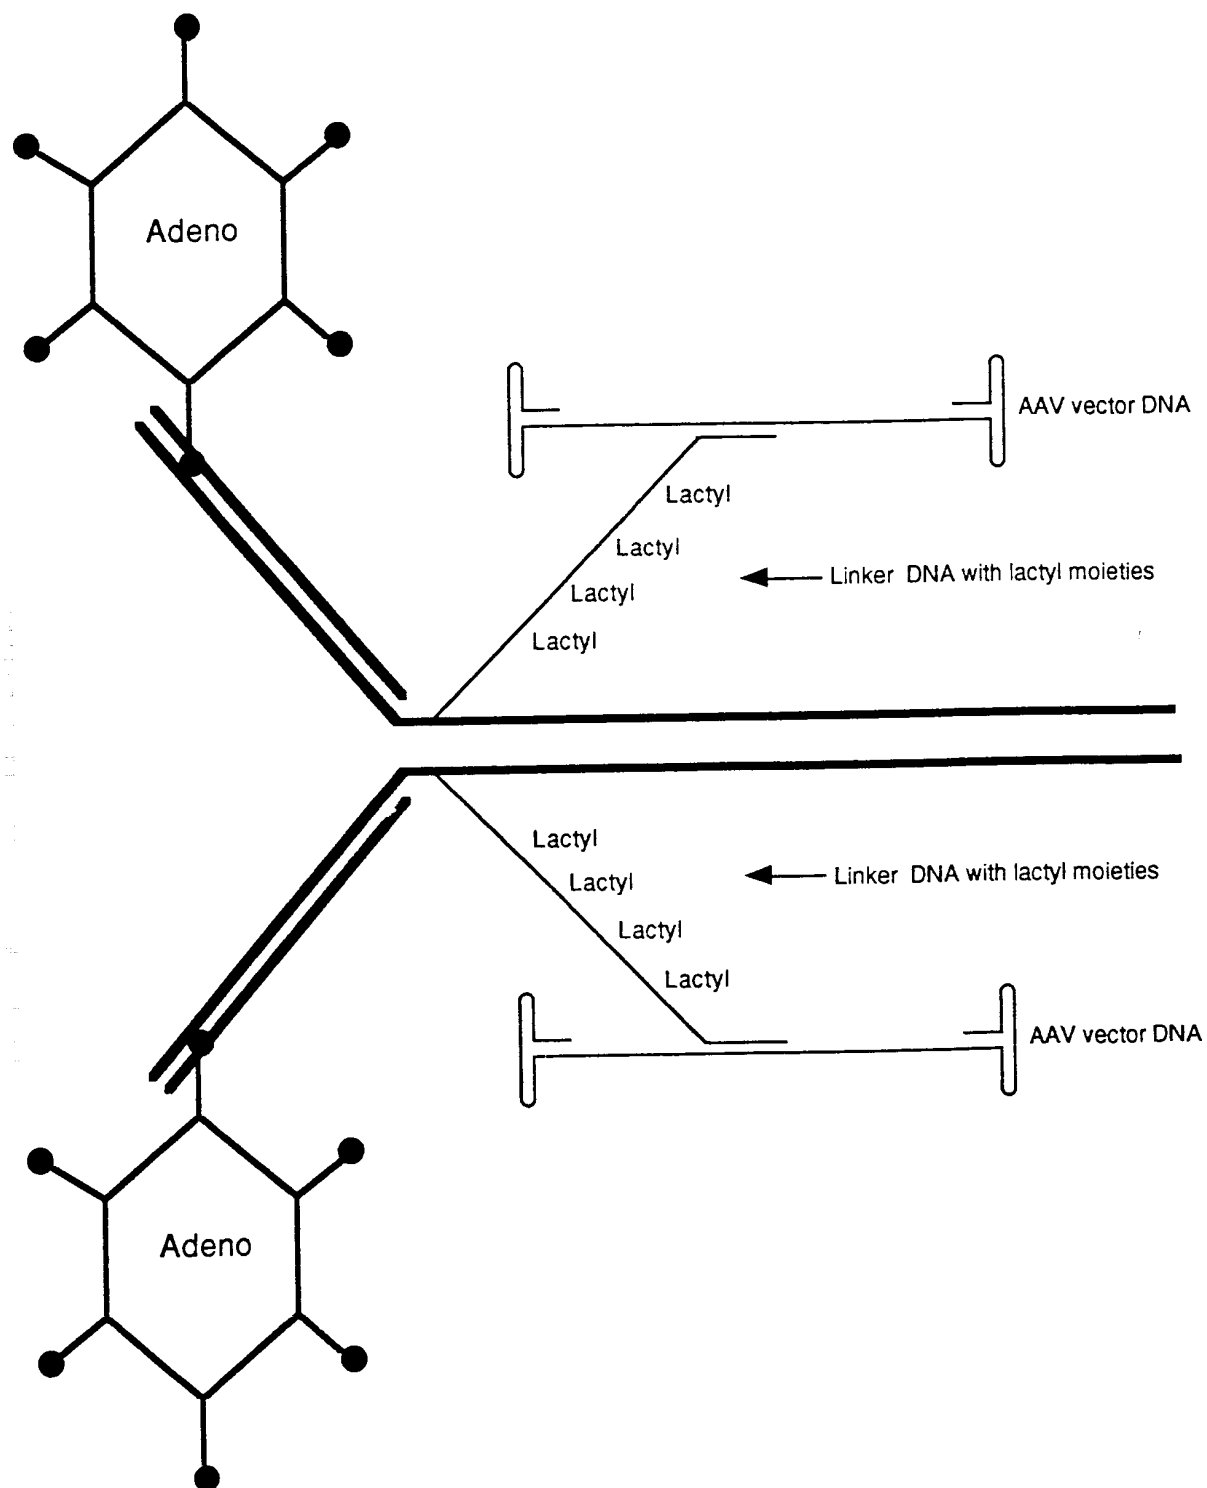 Adeno
AAV vector DNA
Lactyl
Lactyl
Linker DNA with lactyl moieties
Lactyl
Lactyl
Lactyl
Linker DNA with lactyl moieties
Lactyl
Lactyl
Lactyl
AAV vector DNA
Adeno